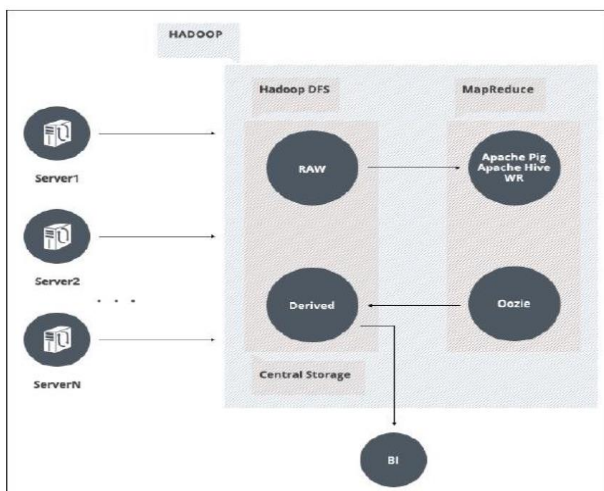 HADOOP
Hadoop DFS
MapReduce
Server1
RAW
Apache Pig
Apache Hive
WR
Server2
. . .
Derived
Oozie
ServerN
Central Storage
BI